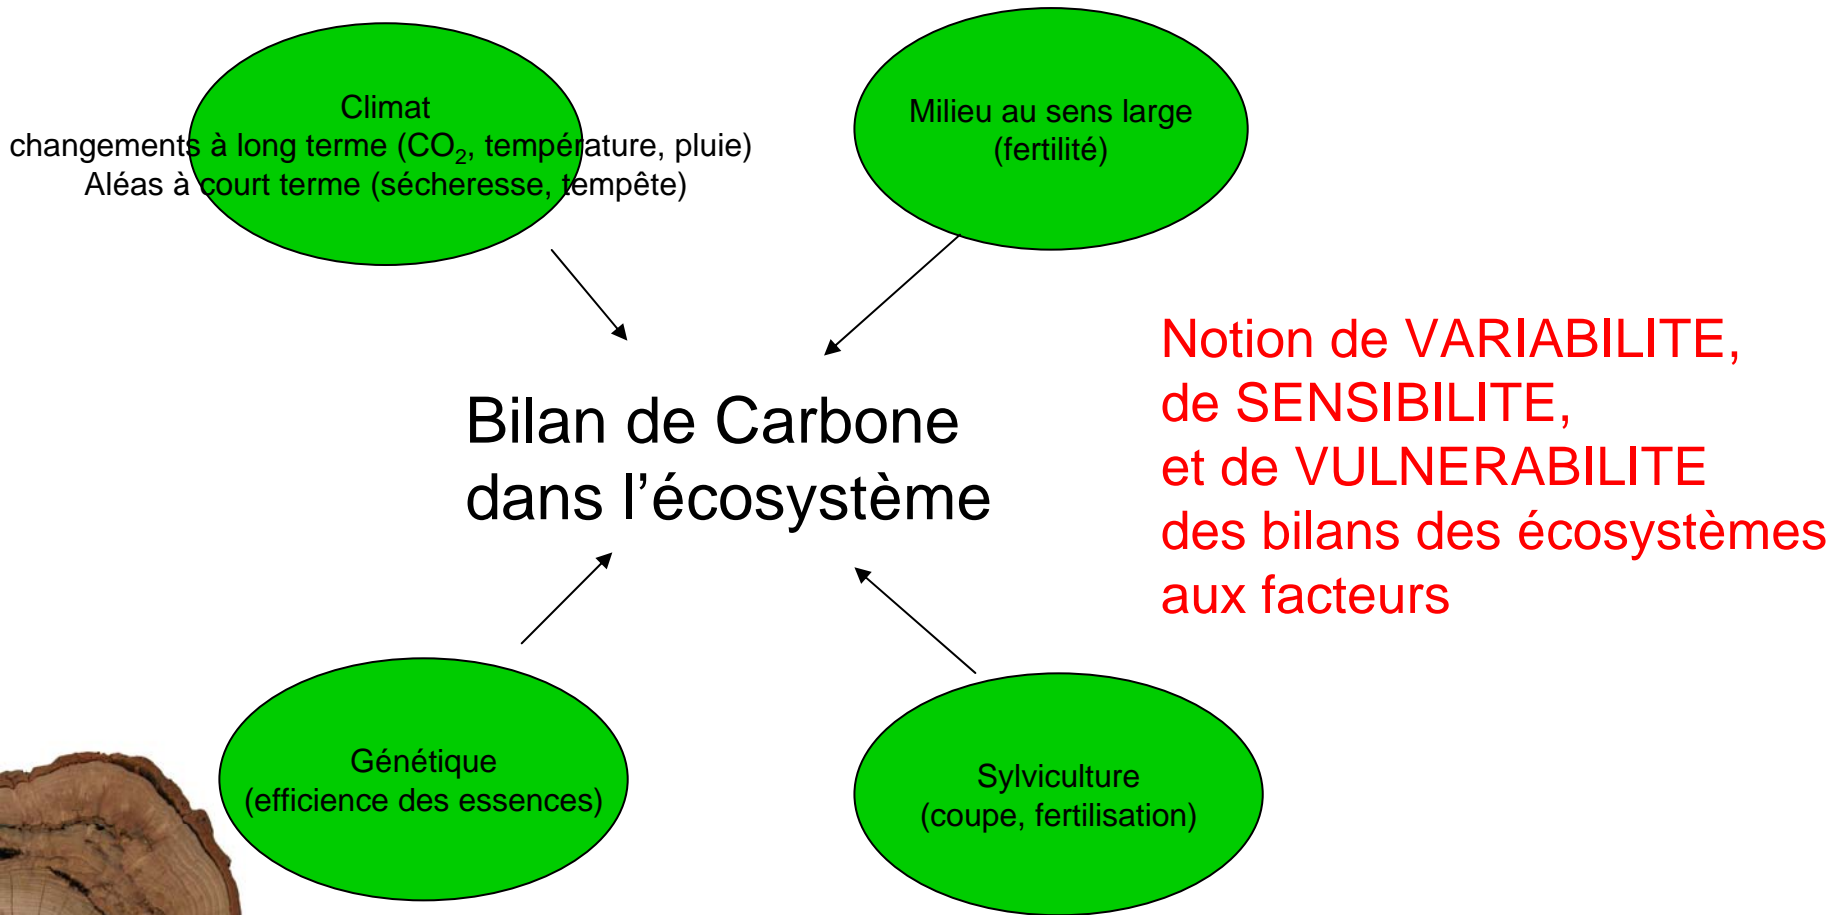 Climat
changements à long terme (CO₂, température, pluie)
Aléas à court terme (sécheresse, tempête)
Milieu au sens large
(fertilité)
Bilan de Carbone
dans l’écosystème
Notion de VARIABILITE,
de SENSIBILITE,
et de VULNERABILITE
des bilans des écosystèmes
aux facteurs
Génétique
(efficience des essences)
Sylviculture
(coupe, fertilisation)